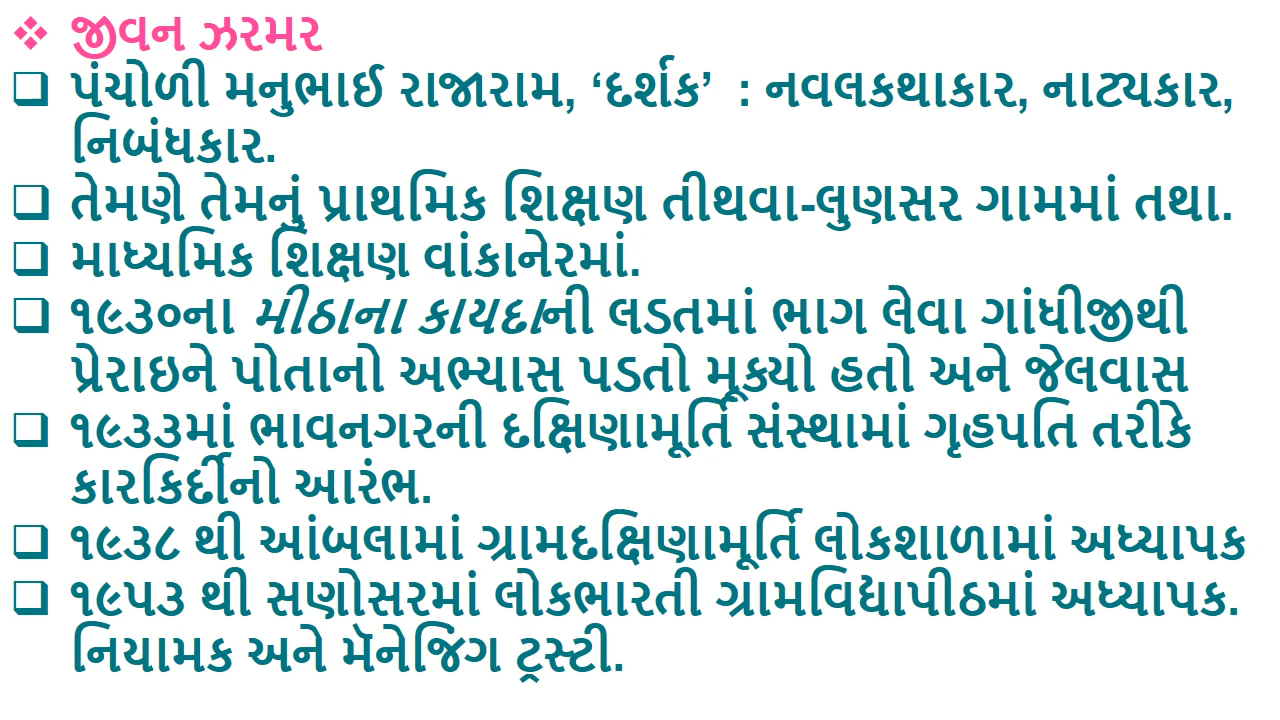 ❖ જીવન ઝરમર
❑ પંચોળી મનુભાઈ રાજારામ, ‘દર્શક’ : નવલકથાકાર, નાટ્યકાર,
નિબંધકાર.
❑ તેમણે તેમનું પ્રાથમિક શિક્ષણ તીથવા-લુણસર ગામમાં તથા.
❑ માધ્યમિક શિક્ષણ વાંકાનેરમાં.
❑ ૧૯૩૦ના મીઠાના કાયદાની લડતમાં ભાગ લેવા ગાંધીજીથી
પ્રેરાઇને પોતાનો અભ્યાસ પડતો મૂક્યો હતો અને જેલવાસ
❑ ૧૯૩૩માં ભાવનગરની દક્ષિણામૂર્તિ સંસ્થામાં ગૃહપતિ તરીકે
કારકિર્દીનો આરંભ.
❑ ૧૯૩૮ થી આંબલામાં ગ્રામદક્ષિણામૂર્તિ લોકશાળામાં અધ્યાપક
❑ ૧૯૫૩ થી સણોસરમાં લોકભારતી ગ્રામવિદ્યાપીઠમાં અધ્યાપક.
નિયામક અને મૅનેજિંગ ટ્રસ્ટી.